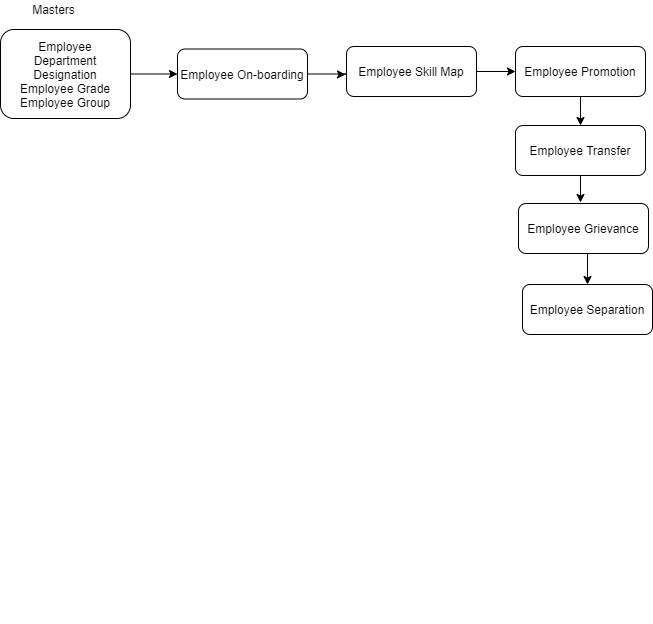 Masters
Employee
Department
Designation
Employee Grade
Employee Group
Employee On-boarding
Employee Skill Map
Employee Promotion
Employee Transfer
Employee Grievance
Employee Separation